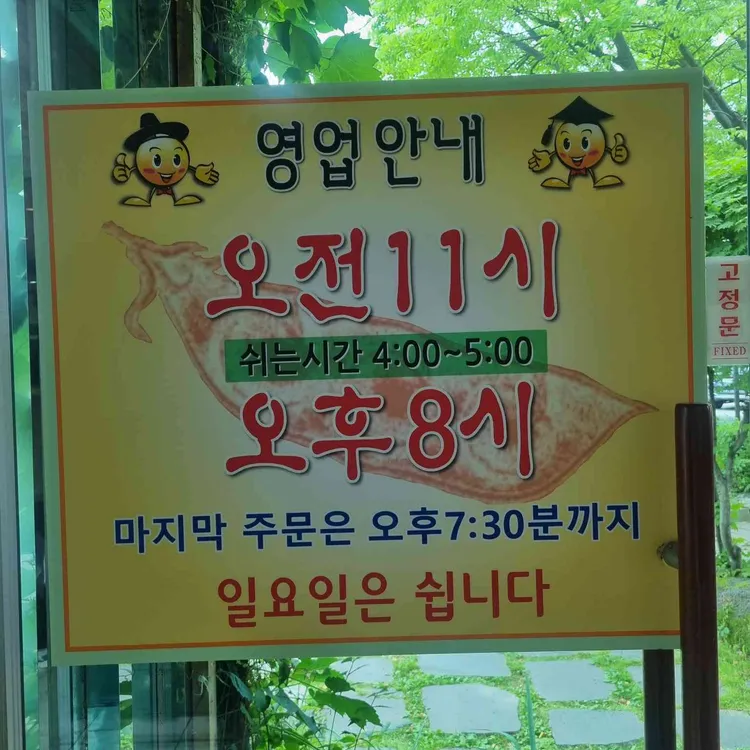 영업안내
오전11시
쉬는시간 4:00~5:00
오후8시
마지막 주문은 오후7:30분까지
일요일은 쉽니다
고정문
FIXED